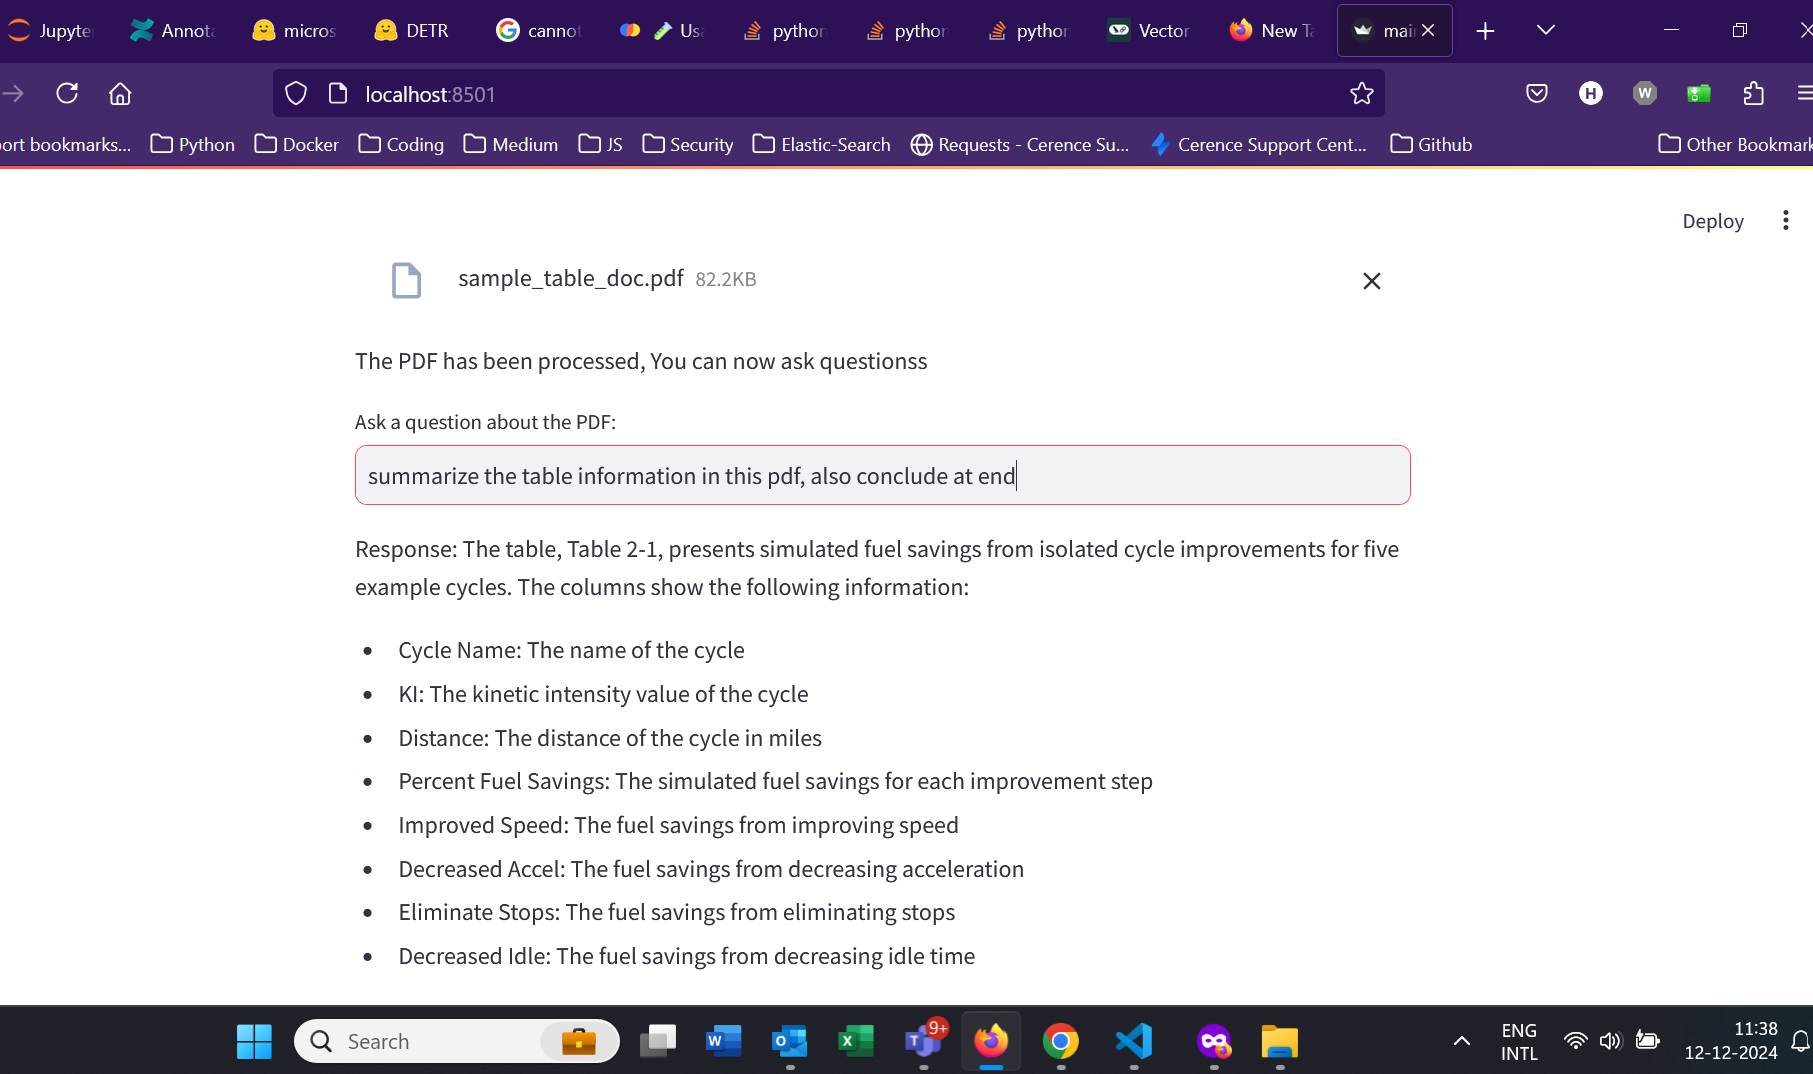 Jupyte
Annota
micros
DETR
cannot
Usa
python
python
python
Vector
New Ta
main
localhost:8501
H
W
ort bookmarks...
Python
Docker
Coding
Medium
JS
Security
Elastic-Search
Requests - Cerence Su...
Cerence Support Cent...
Github
Other Bookmark
Deploy
sample_table_doc.pdf 82.2KB
The PDF has been processed, You can now ask questionss
Ask a question about the PDF:
summarize the table information in this pdf, also conclude at end
Response: The table, Table 2-1, presents simulated fuel savings from isolated cycle improvements for five
example cycles. The columns show the following information:
• Cycle Name: The name of the cycle
• KI: The kinetic intensity value of the cycle
• Distance: The distance of the cycle in miles
• Percent Fuel Savings: The simulated fuel savings for each improvement step
• Improved Speed: The fuel savings from improving speed
• Decreased Accel: The fuel savings from decreasing acceleration
• Eliminate Stops: The fuel savings from eliminating stops
• Decreased Idle: The fuel savings from decreasing idle time
Search
9+
ENG
INTL
11:38
12-12-2024